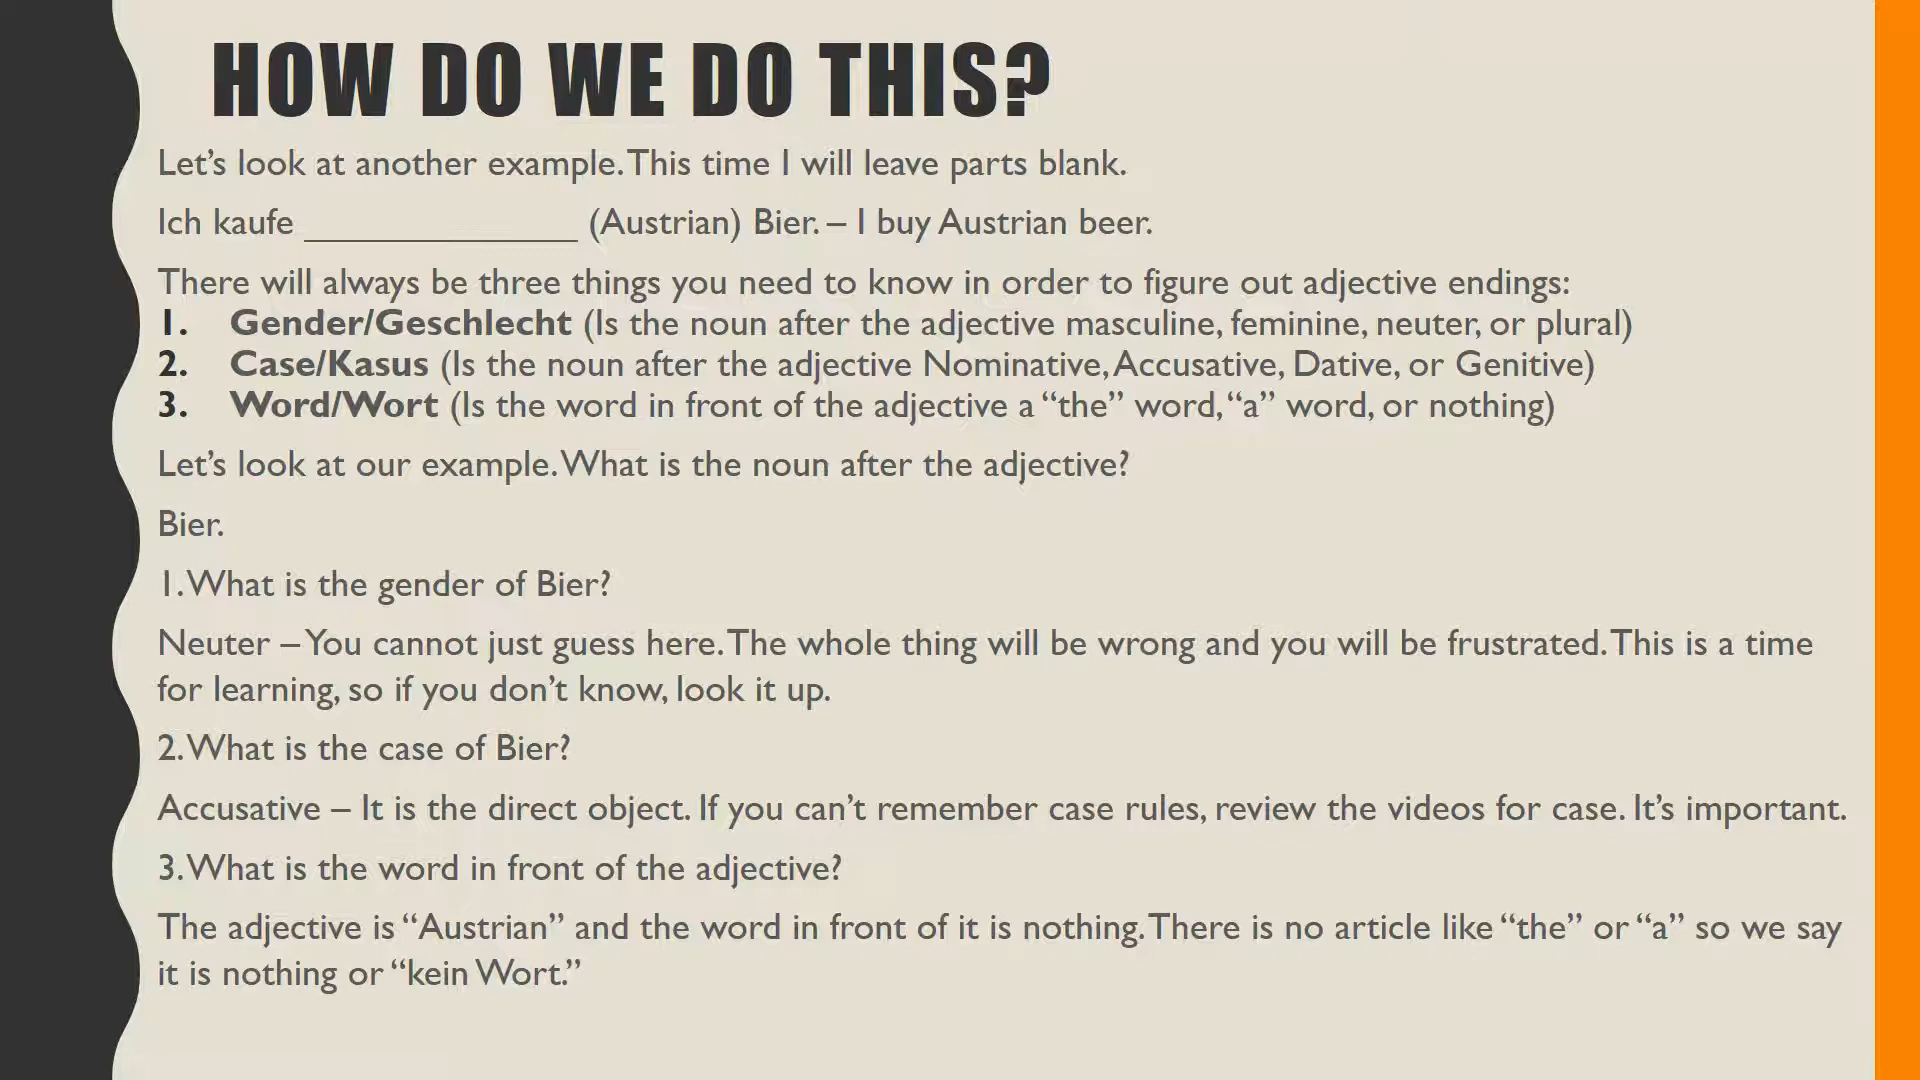 HOW DO WE DO THIS?
Let’s look at another example. This time I will leave parts blank.
Ich kaufe ______________ (Austrian) Bier. – I buy Austrian beer.
There will always be three things you need to know in order to figure out adjective endings:
1. Gender/Geschlecht (Is the noun after the adjective masculine, feminine, neuter, or plural)
2. Case/Kasus (Is the noun after the adjective Nominative, Accusative, Dative, or Genitive)
3. Word/Wort (Is the word in front of the adjective a “the” word, “a” word, or nothing)
Let’s look at our example. What is the noun after the adjective?
Bier.
1. What is the gender of Bier?
Neuter – You cannot just guess here. The whole thing will be wrong and you will be frustrated. This is a time
for learning, so if you don’t know, look it up.
2. What is the case of Bier?
Accusative – It is the direct object. If you can’t remember case rules, review the videos for case. It’s important.
3. What is the word in front of the adjective?
The adjective is “Austrian” and the word in front of it is nothing. There is no article like “the” or “a” so we say
it is nothing or “kein Wort.”